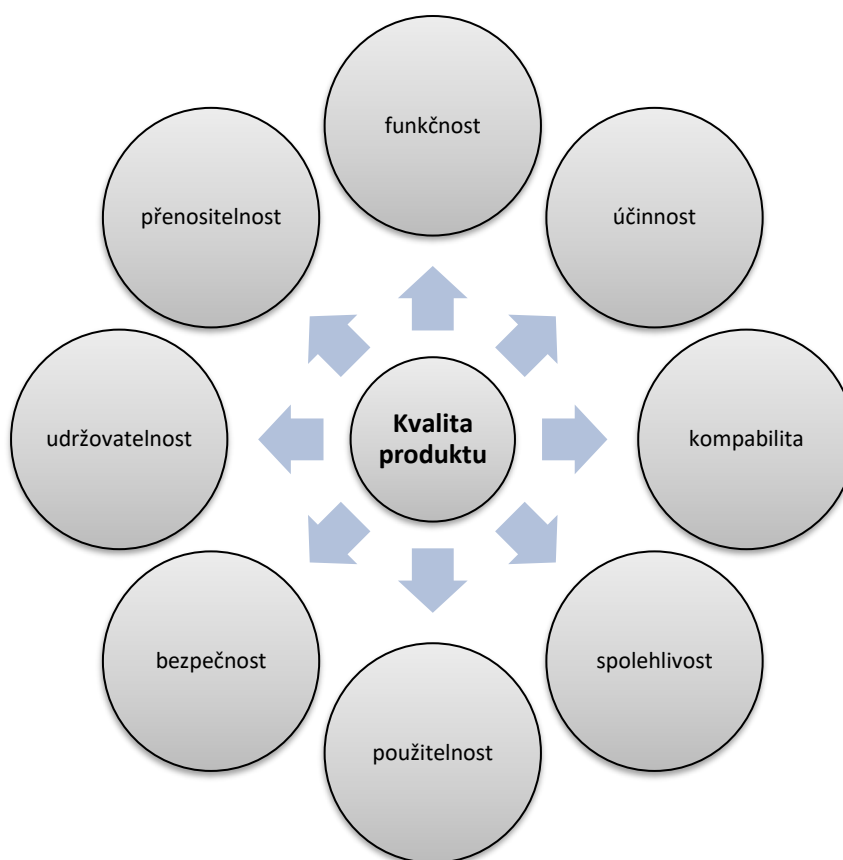 funkčnost
přenositelnost
účinnost
udržovatelnost
Kvalita
produktu
kompabilita
bezpečnost
spolehlivost
použitelnost